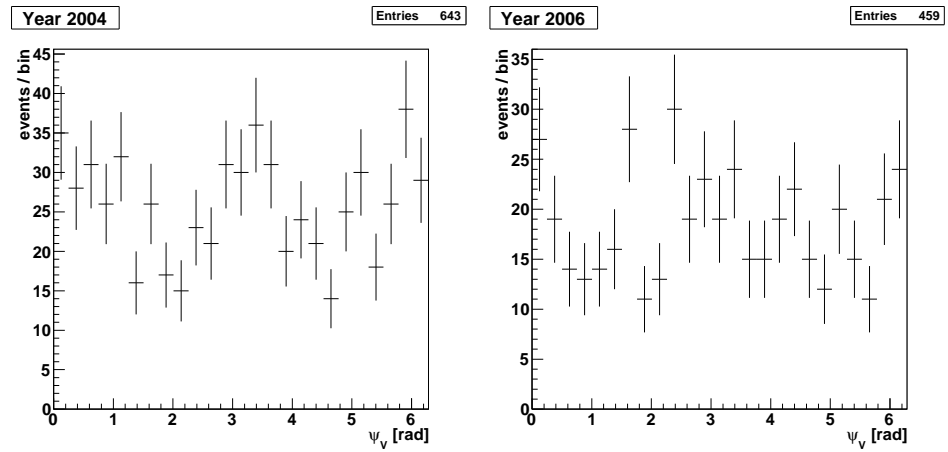 Year 2004
Entries 643
events / bin
45
40
35
30
25
20
15
10
5
0
0 1 2 3 4 5 6
ψv [rad]
Year 2006
Entries 459
events / bin
35
30
25
20
15
10
5
0
0 1 2 3 4 5 6
ψv [rad]